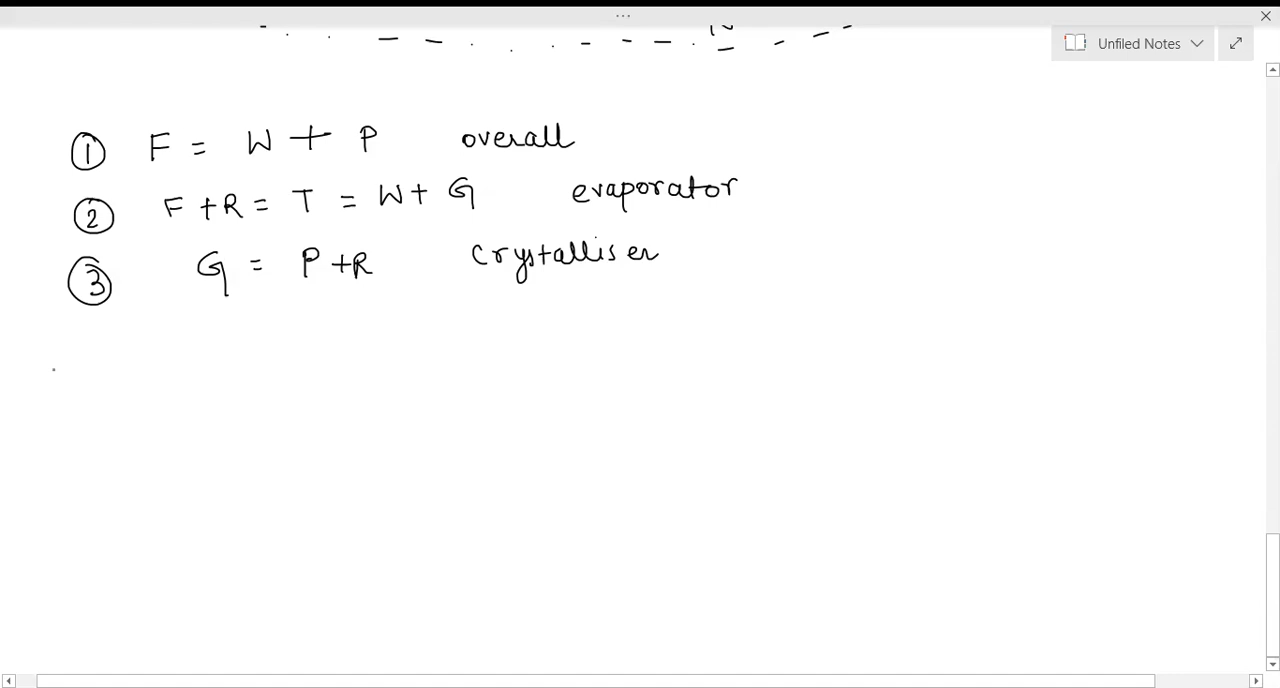 Unfiled Notes
① F = W + P overall
② F + R = T = W + G evaporator
③ G = P + R crystalliser